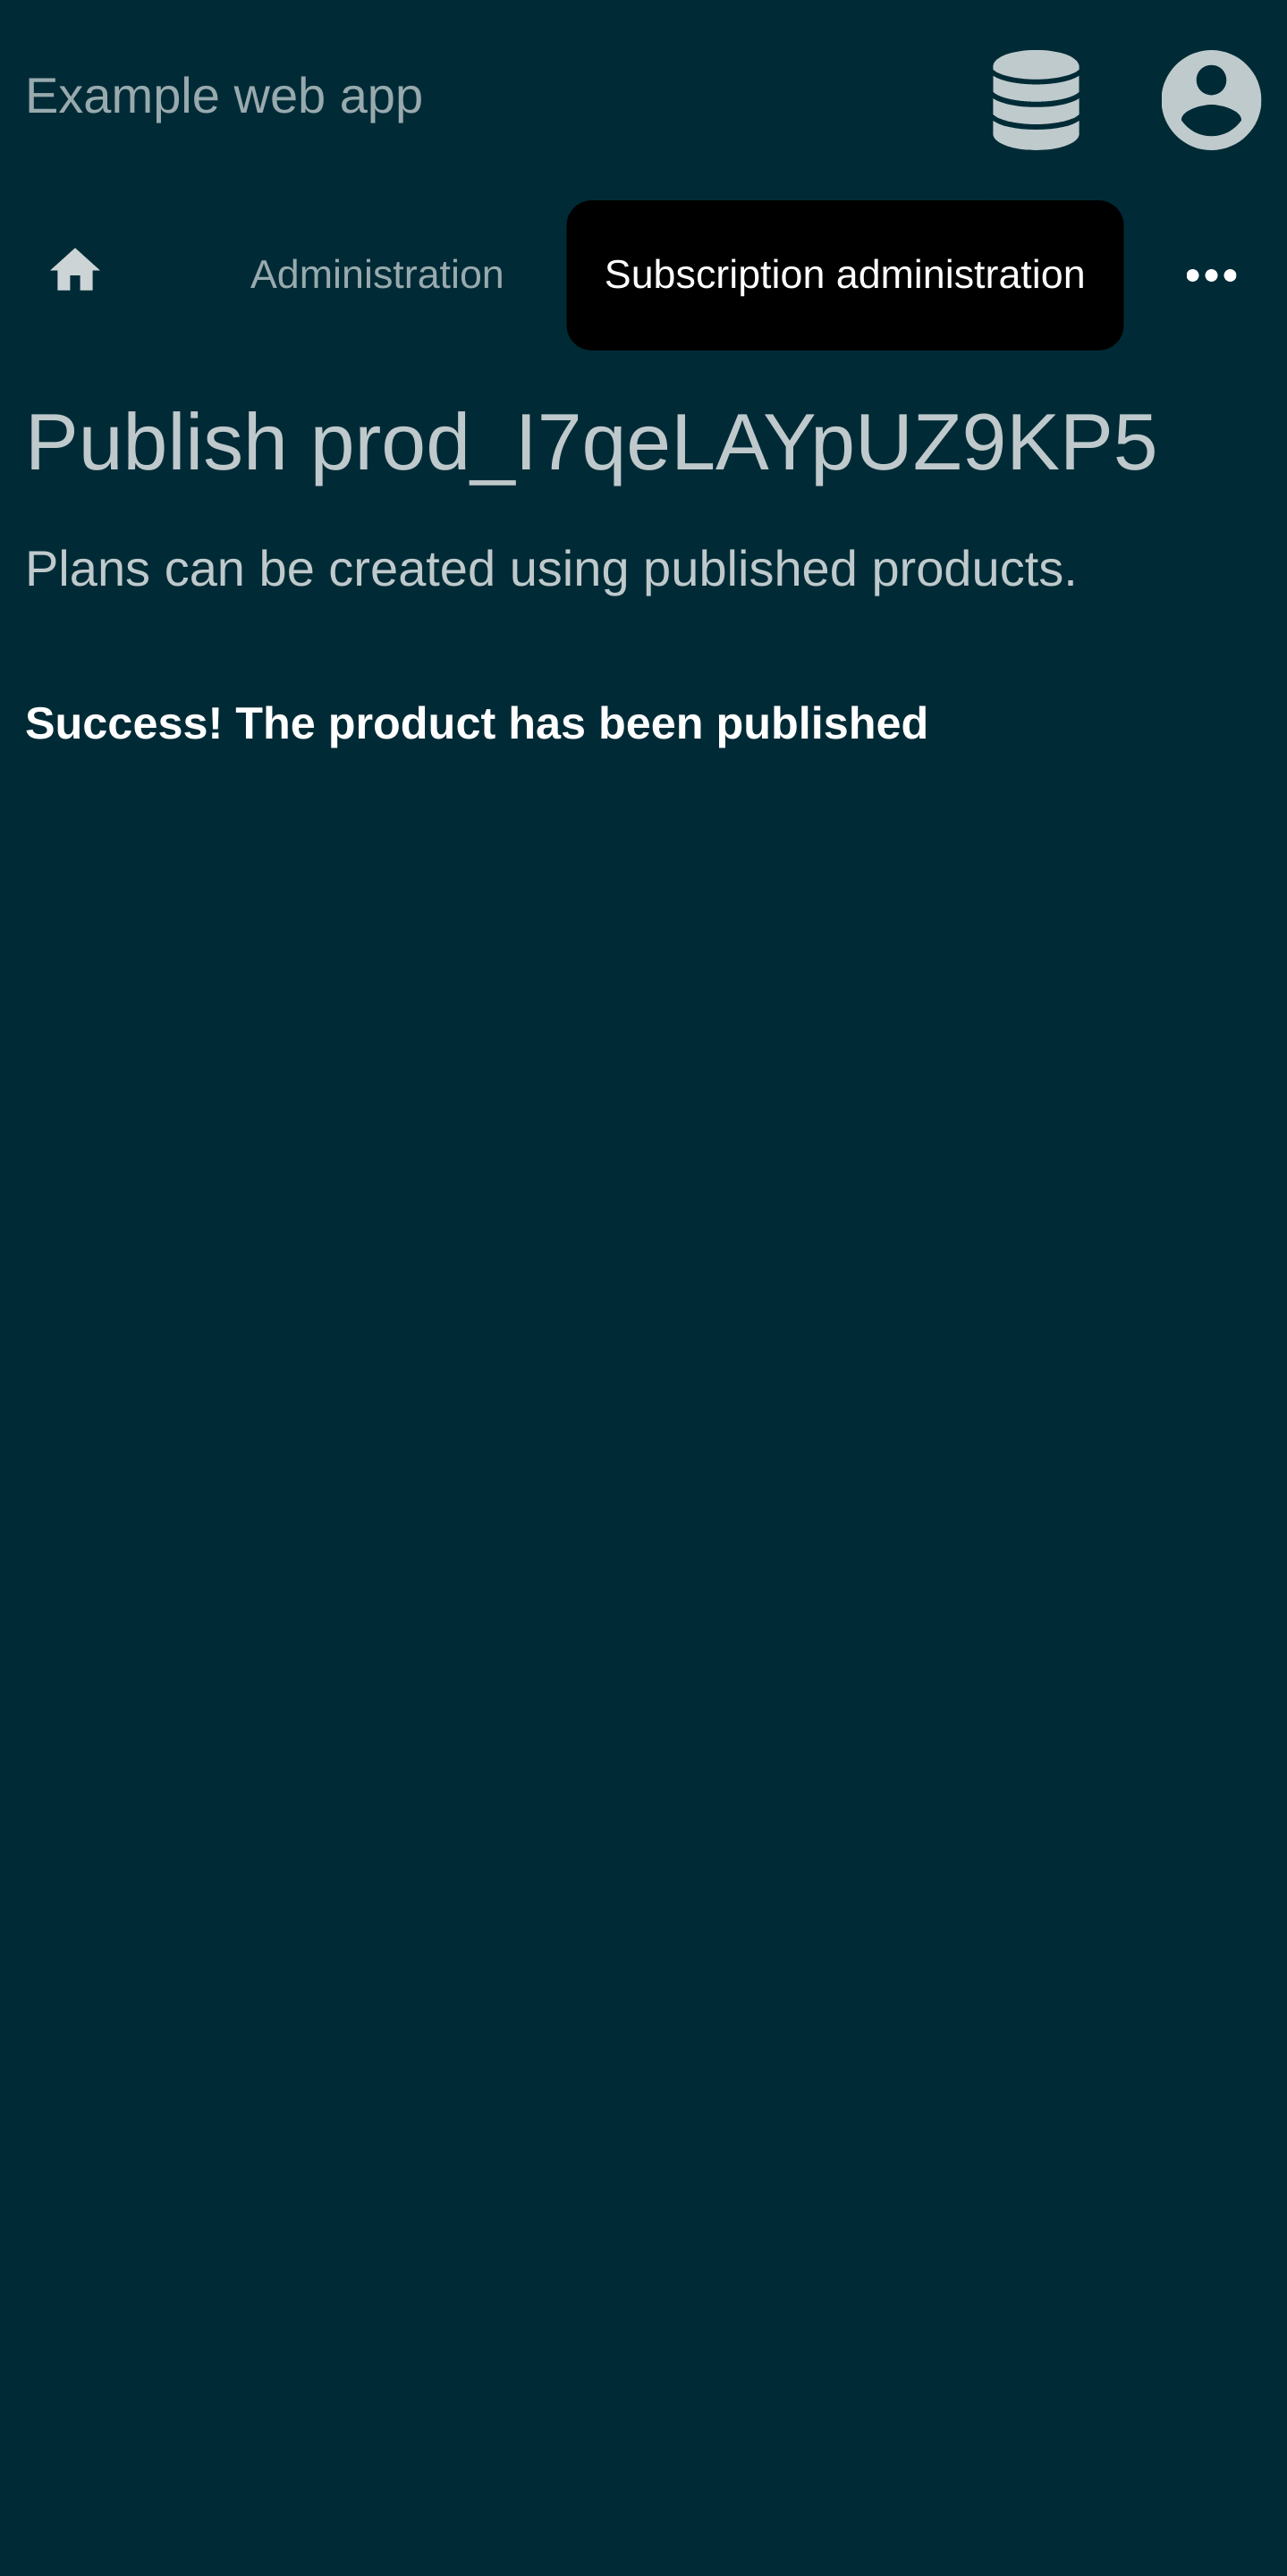 Example web app
Administration
Subscription administration
Publish prod_I7qeLAYpUZ9KP5
Plans can be created using published products.
Success! The product has been published